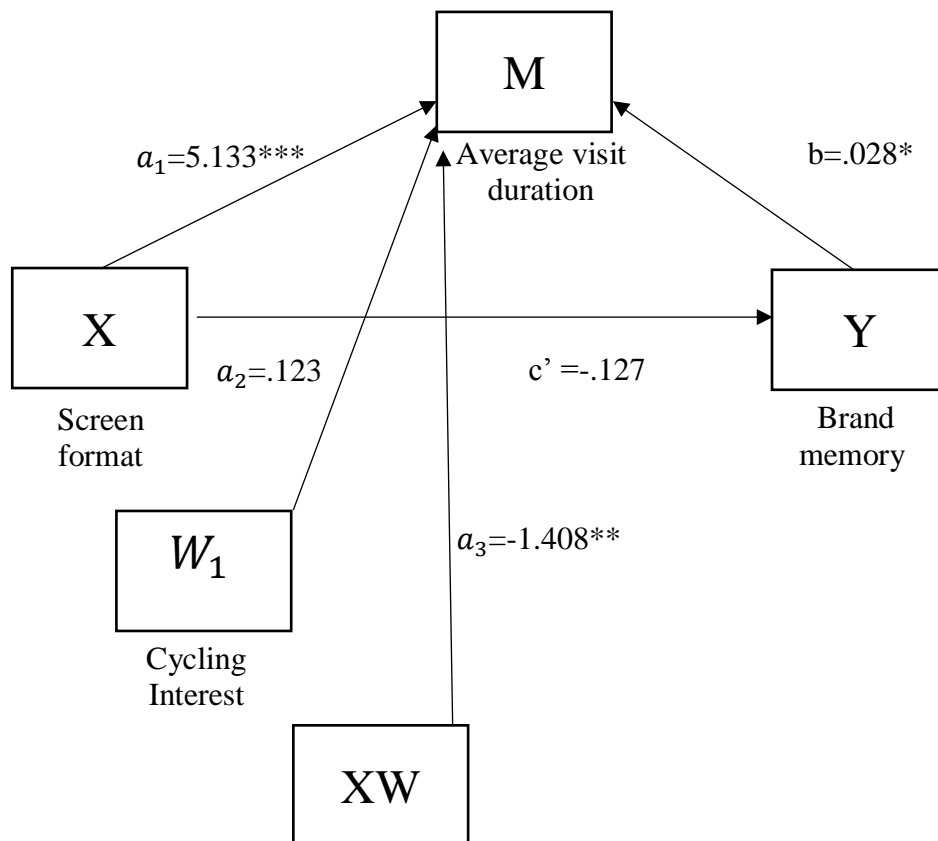 M
Average visit
duration
a₁=5.133***
b=.028*
X
Y
a₂=.123
c’ =-.127
Screen
format
Brand
memory
W₁
a₃=-1.408**
Cycling
Interest
XW